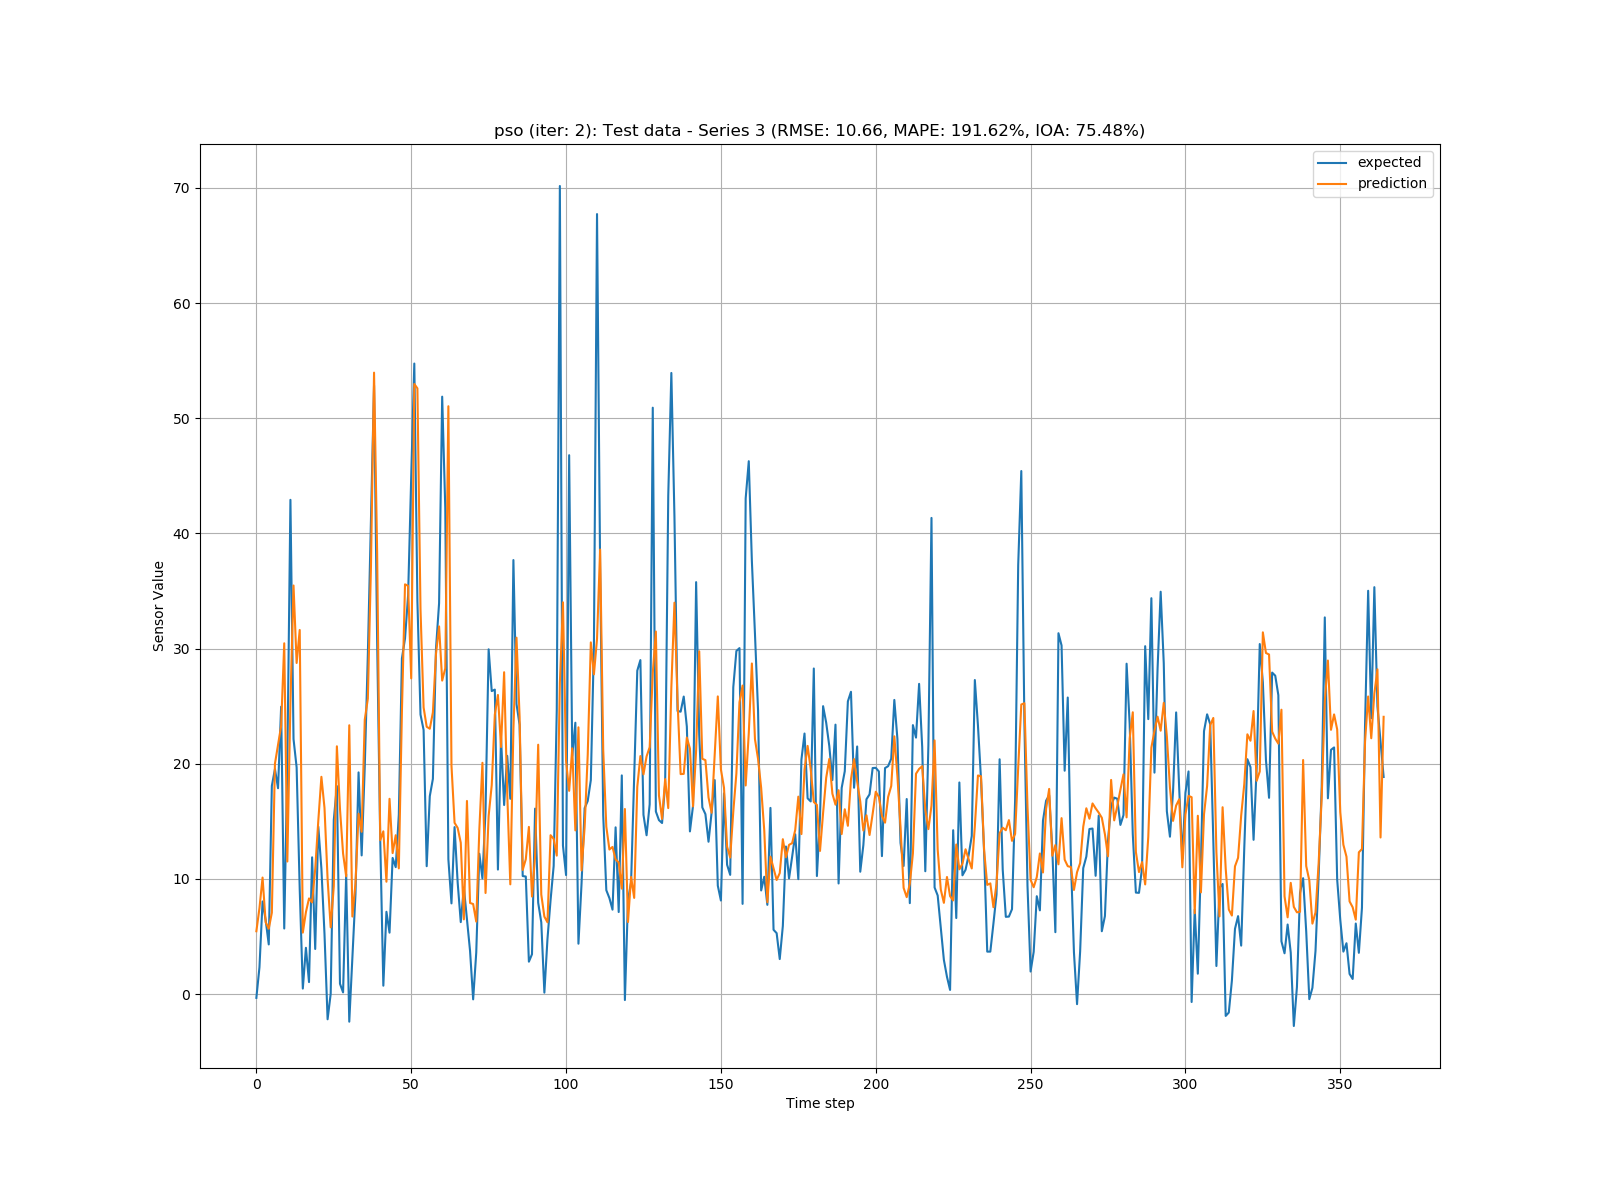 pso (iter: 2): Test data - Series 3 (RMSE: 10.66, MAPE: 191.62%, IOA: 75.48%)
expected
prediction
70
60
50
40
30
20
10
0
Sensor Value
0 50 100 150 200 250 300 350
Time step